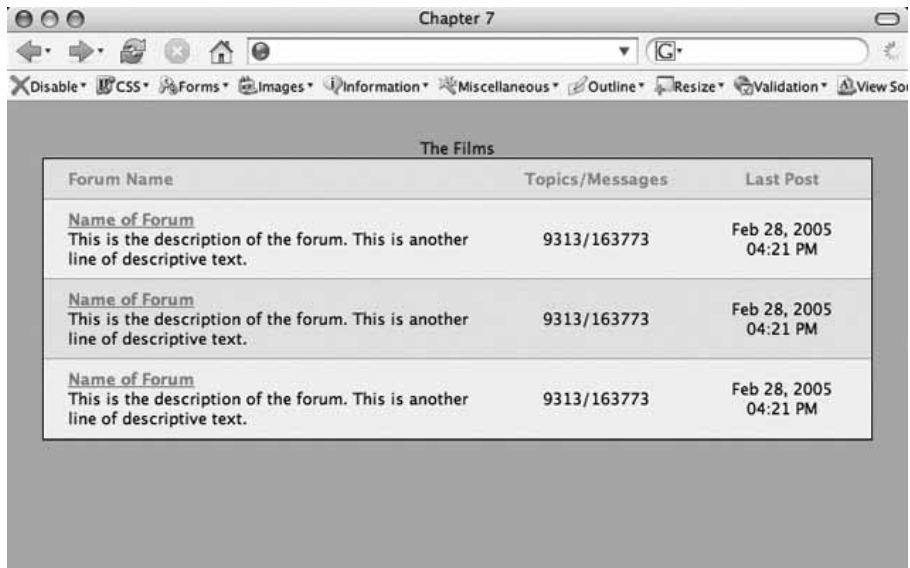 Chapter 7
G
Disable CSS Forms Images Information Miscellaneous Outline Resize Validation View Sou
The Films
Forum Name Topics/Messages Last Post
Name of Forum
This is the description of the forum. This is another
line of descriptive text.
9313/163773
Feb 28, 2005
04:21 PM
Name of Forum
This is the description of the forum. This is another
line of descriptive text.
9313/163773
Feb 28, 2005
04:21 PM
Name of Forum
This is the description of the forum. This is another
line of descriptive text.
9313/163773
Feb 28, 2005
04:21 PM